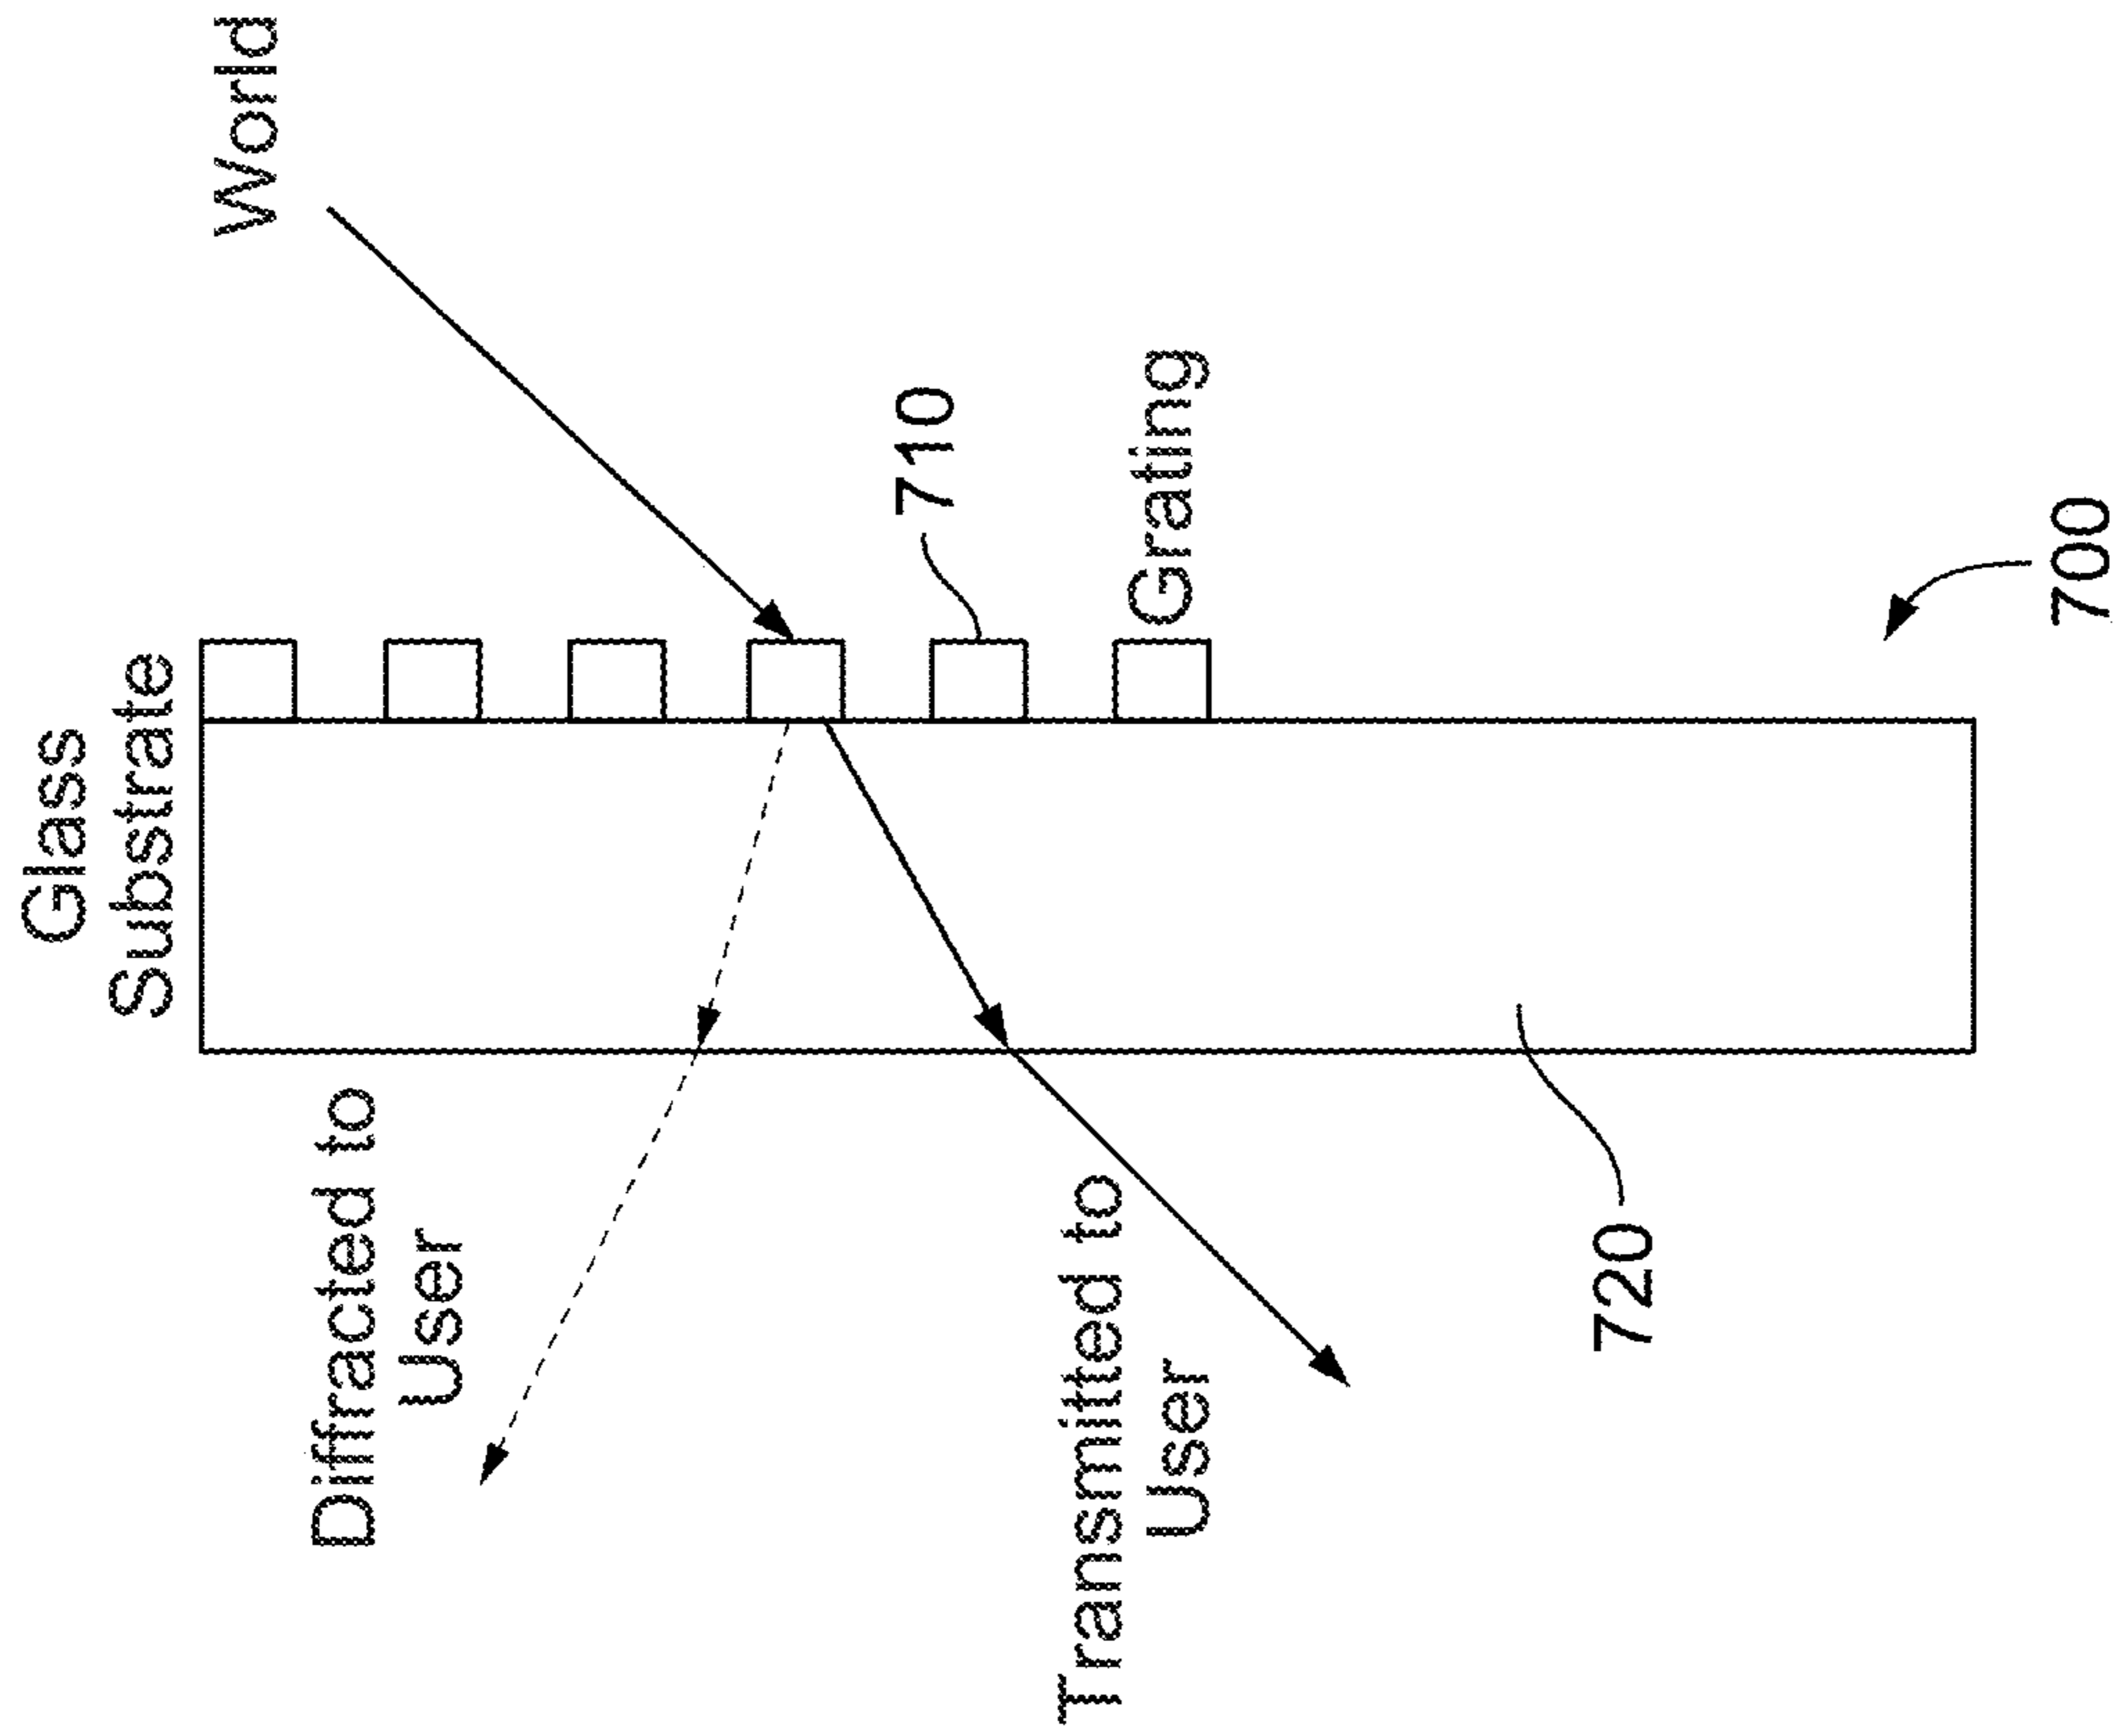 Glass
Substrate
World
Diffracted to
User
710
Grating
Transmitted to
User
720
700